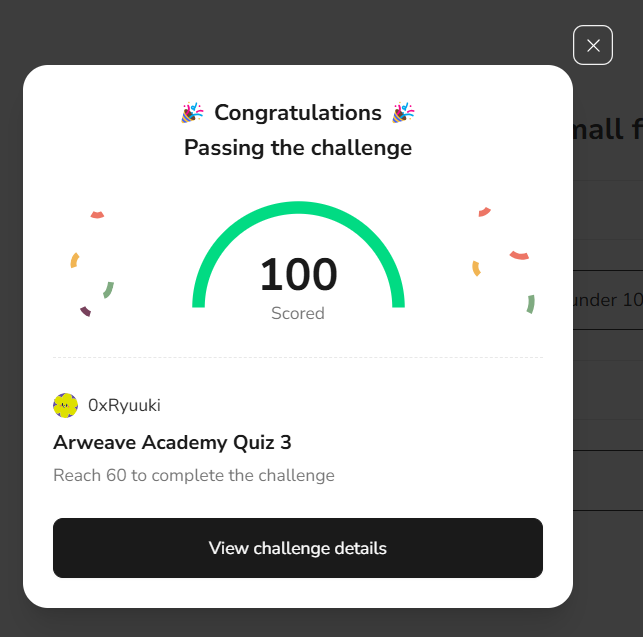 Congratulations
Passing the challenge
100
Scored
0xRyuuki
Arweave Academy Quiz 3
Reach 60 to complete the challenge
View challenge details
mall f
under 10